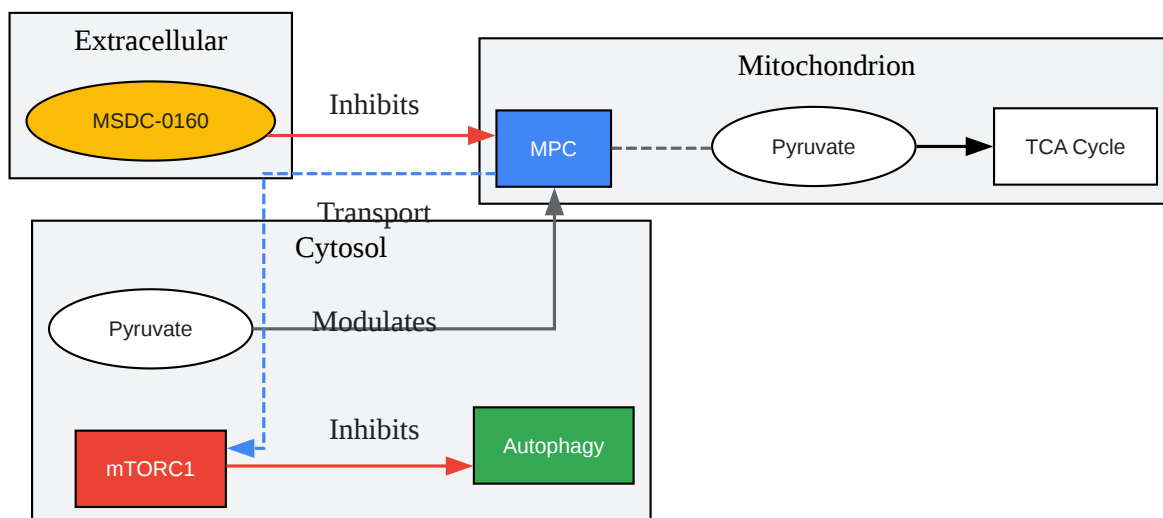 Extracellular
Mitochondrion
MSDC-0160
Inhibits
MPC
Pyruvate
TCA Cycle
Transport
Cytosol
Pyruvate
Modulates
mTORC1
Inhibits
Autophagy